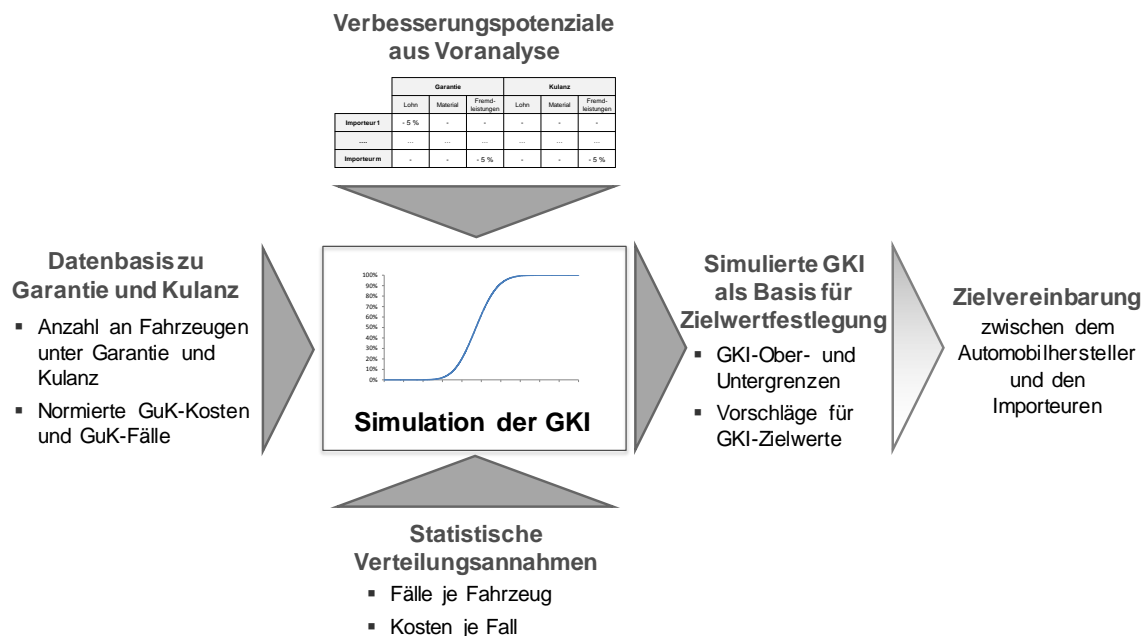 Verbesserungspotenziale
aus Voranalyse
Garantie Kulanz
Lohn Material Fremd-leistungen Lohn Material Fremd-leistungen
Importeur 1 - 5 % - - - - -
.... ... ... ... ... ... ...
Importeur m - - - 5 % - - - 5 %
Datenbasis zu
Garantie und Kulanz
▪ Anzahl an Fahrzeugen
unter Garantie und
Kulanz
▪ Normierte GuK-Kosten
und GuK-Fälle
100%
90%
80%
70%
60%
50%
40%
30%
20%
10%
0%
Simulation der GKI
Simulierte GKI
als Basis für
Zielwertfestlegung
▪ GKI-Ober- und
Untergrenzen
▪ Vorschläge für
GKI-Zielwerte
Zielvereinbarung
zwischen dem
Automobilhersteller
und den
Importeuren
Statistische
Verteilungsannahmen
▪ Fälle je Fahrzeug
▪ Kosten je Fall